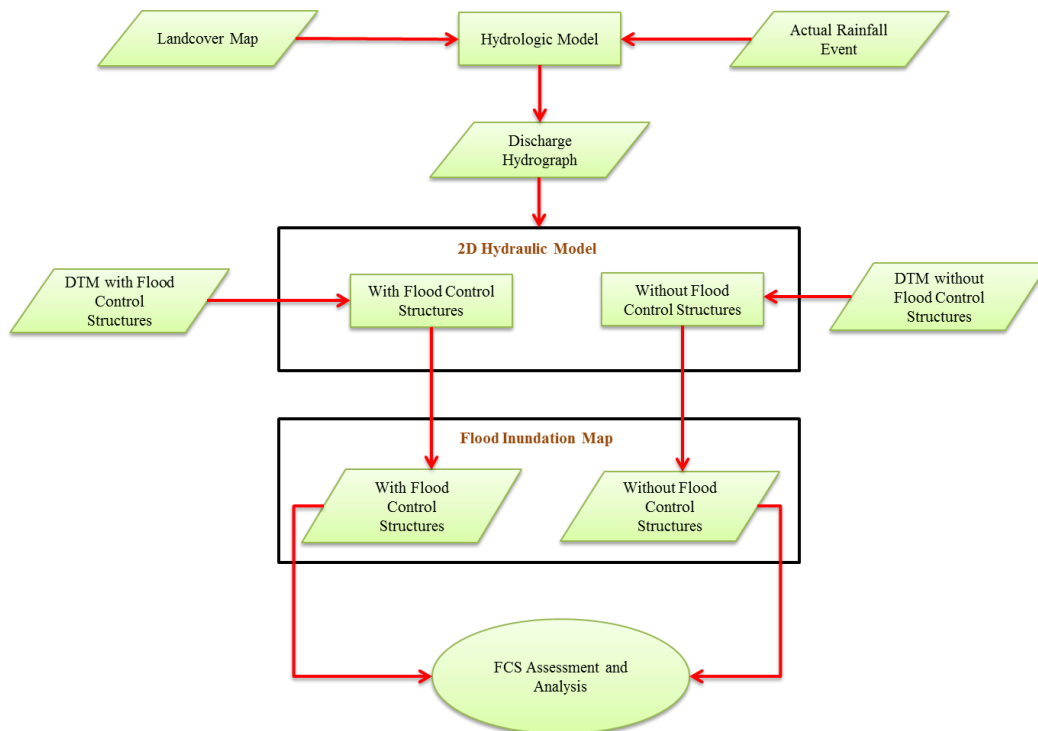 Landcover Map
Hydrologic Model
Actual Rainfall
Event
Discharge
Hydrograph
2D Hydraulic Model
DTM with Flood
Control
Structures
With Flood Control
Structures
Without Flood
Control Structures
DTM without
Flood Control
Structures
Flood Inundation Map
With Flood
Control
Structures
Without Flood
Control
Structures
FCS Assessment and
Analysis